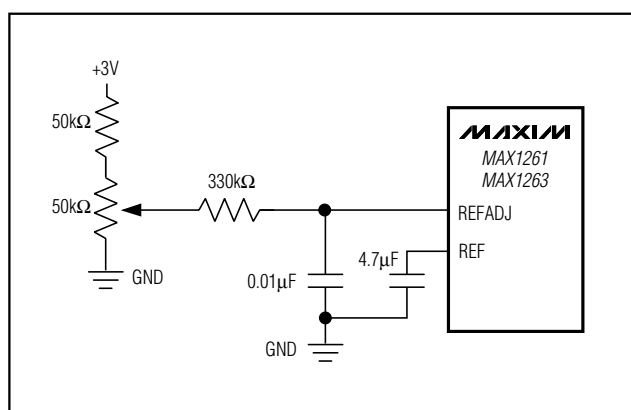 +3V
50kΩ
50kΩ
330kΩ
GND
0.01μF
4.7μF
GND
MAXIM
MAX1261
MAX1263
REFADJ
REF